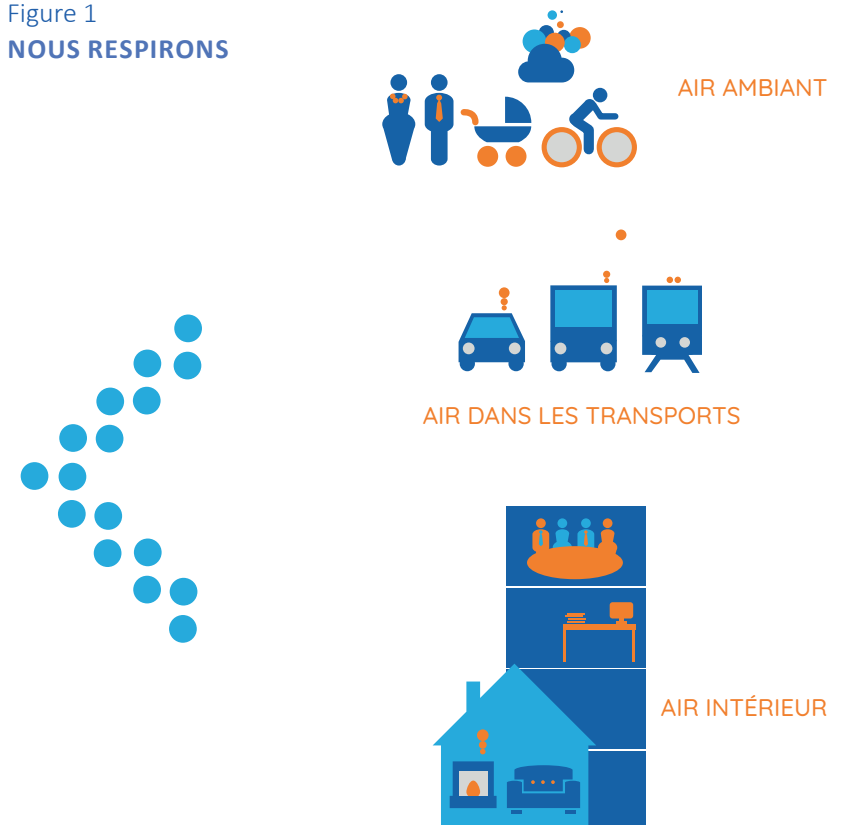 Figure 1
NOUS RESPIRONS
AIR AMBIANT
AIR DANS LES TRANSPORTS
AIR INTÉRIEUR